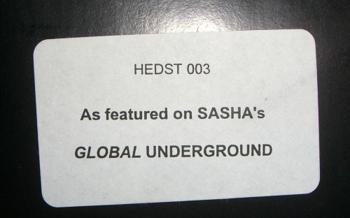 HEDST 003
As featured on SASHA's
GLOBAL UNDERGROUND